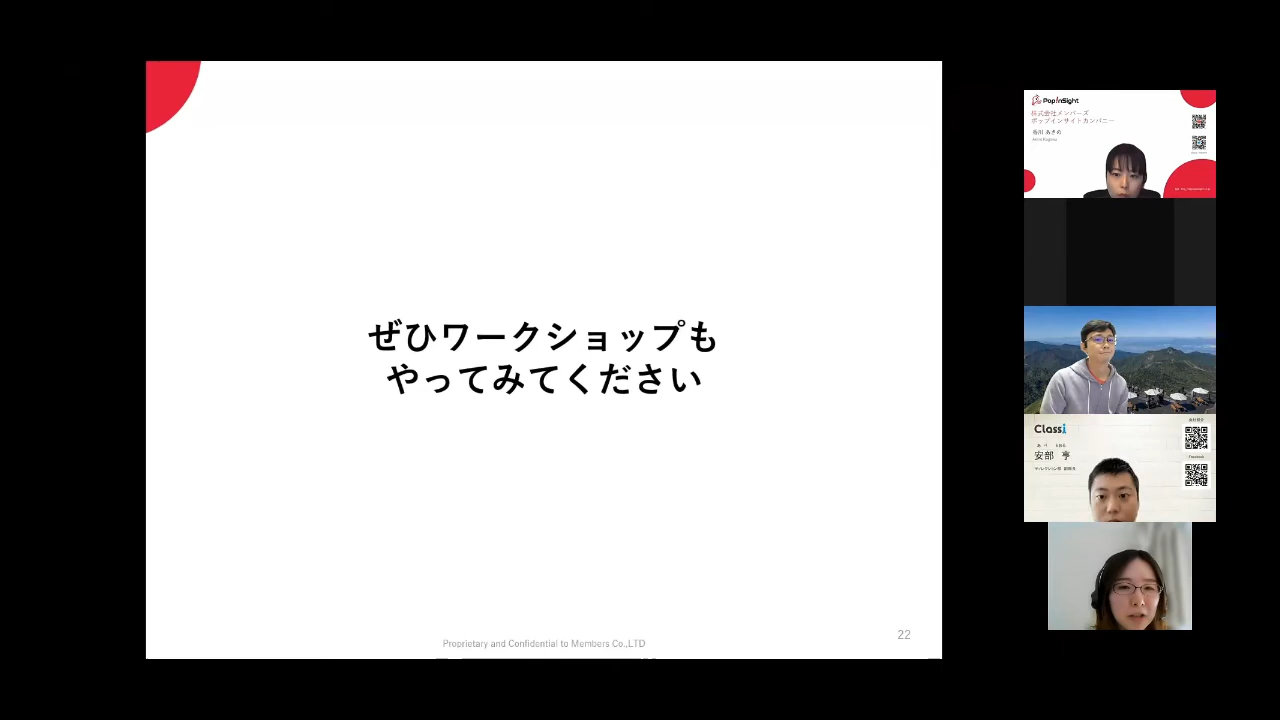 ぜひワークショップも
やってみてください
Proprietary and Confidential to Members Co.,LTD
22
PopInSight
株式会社メンバーズ
ポップインサイトカンパニー
Classi
安部 亨